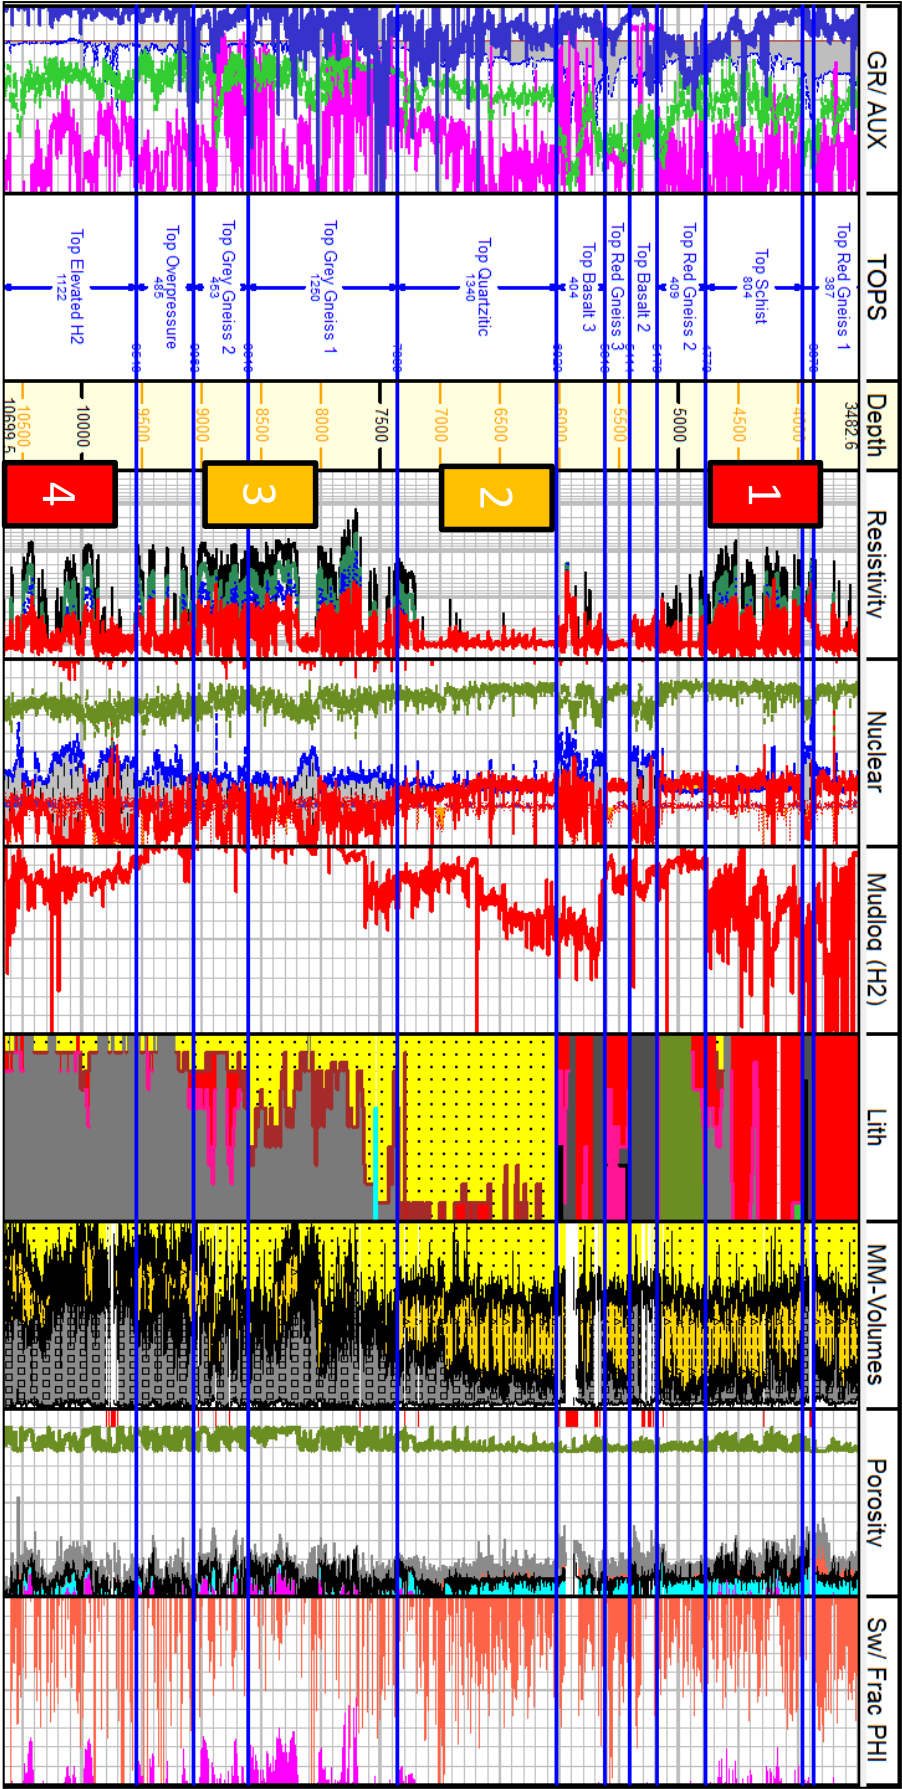 GR/ AUX
TOPS
Depth
Resistivity
Nuclear
Mudlog (H2)
Lith
MM-Volumes
Porosity
Sw/ Frac PHI
Top Red Gneiss 1
387
Top Schist
804
Top Red Gneiss 2
409
Top Basalt 2
Top Red Gneiss 3
Top Basalt 3
404
Top Quartzitic
1340
Top Grey Gneiss 1
1250
Top Grey Gneiss 2
453
Top Overpressure
485
Top Elevated H2
1122
3482.6
4000
4500
5000
5500
6000
6500
7000
7500
8000
8500
9000
9500
10000
10500
10699.5
1
2
3
4